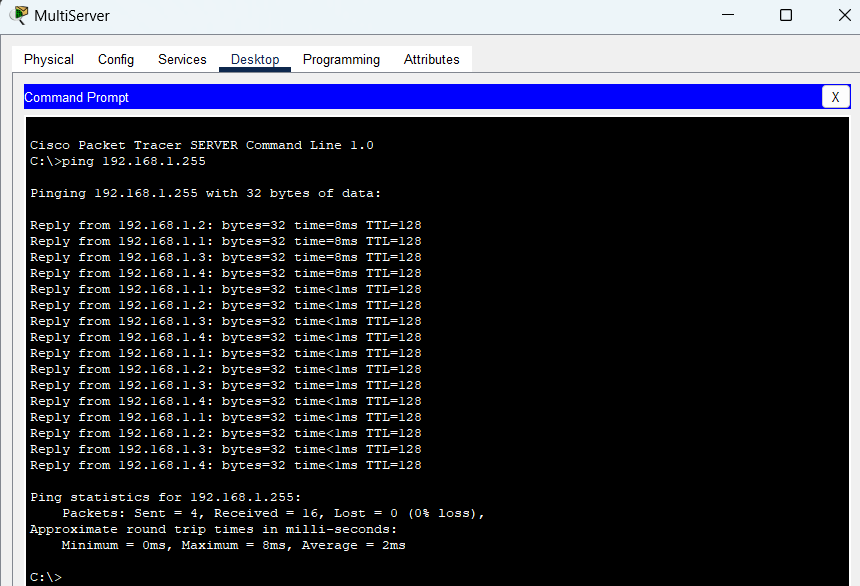 MultiServer
Physical Config Services Desktop Programming Attributes
Command Prompt X
Cisco Packet Tracer SERVER Command Line 1.0
C:\>ping 192.168.1.255
Pinging 192.168.1.255 with 32 bytes of data:
Reply from 192.168.1.2: bytes=32 time=8ms TTL=128
Reply from 192.168.1.1: bytes=32 time=8ms TTL=128
Reply from 192.168.1.3: bytes=32 time=8ms TTL=128
Reply from 192.168.1.4: bytes=32 time=8ms TTL=128
Reply from 192.168.1.1: bytes=32 time<1ms TTL=128
Reply from 192.168.1.2: bytes=32 time<1ms TTL=128
Reply from 192.168.1.3: bytes=32 time<1ms TTL=128
Reply from 192.168.1.4: bytes=32 time<1ms TTL=128
Reply from 192.168.1.1: bytes=32 time<1ms TTL=128
Reply from 192.168.1.2: bytes=32 time<1ms TTL=128
Reply from 192.168.1.3: bytes=32 time=1ms TTL=128
Reply from 192.168.1.4: bytes=32 time<1ms TTL=128
Reply from 192.168.1.1: bytes=32 time<1ms TTL=128
Reply from 192.168.1.2: bytes=32 time<1ms TTL=128
Reply from 192.168.1.3: bytes=32 time<1ms TTL=128
Reply from 192.168.1.4: bytes=32 time<1ms TTL=128
Ping statistics for 192.168.1.255:
Packets: Sent = 4, Received = 16, Lost = 0 (0% loss),
Approximate round trip times in milli-seconds:
Minimum = 0ms, Maximum = 8ms, Average = 2ms
C:\>